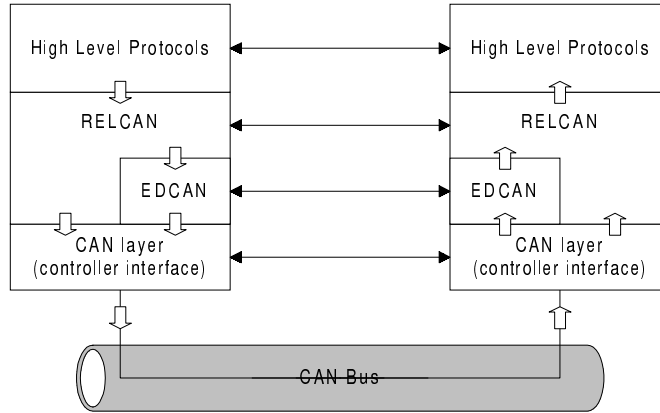 High Level Protocols
High Level Protocols
RELCAN
RELCAN
EDCAN
EDCAN
CAN layer
(controller interface)
CAN layer
(controller interface)
CAN Bus